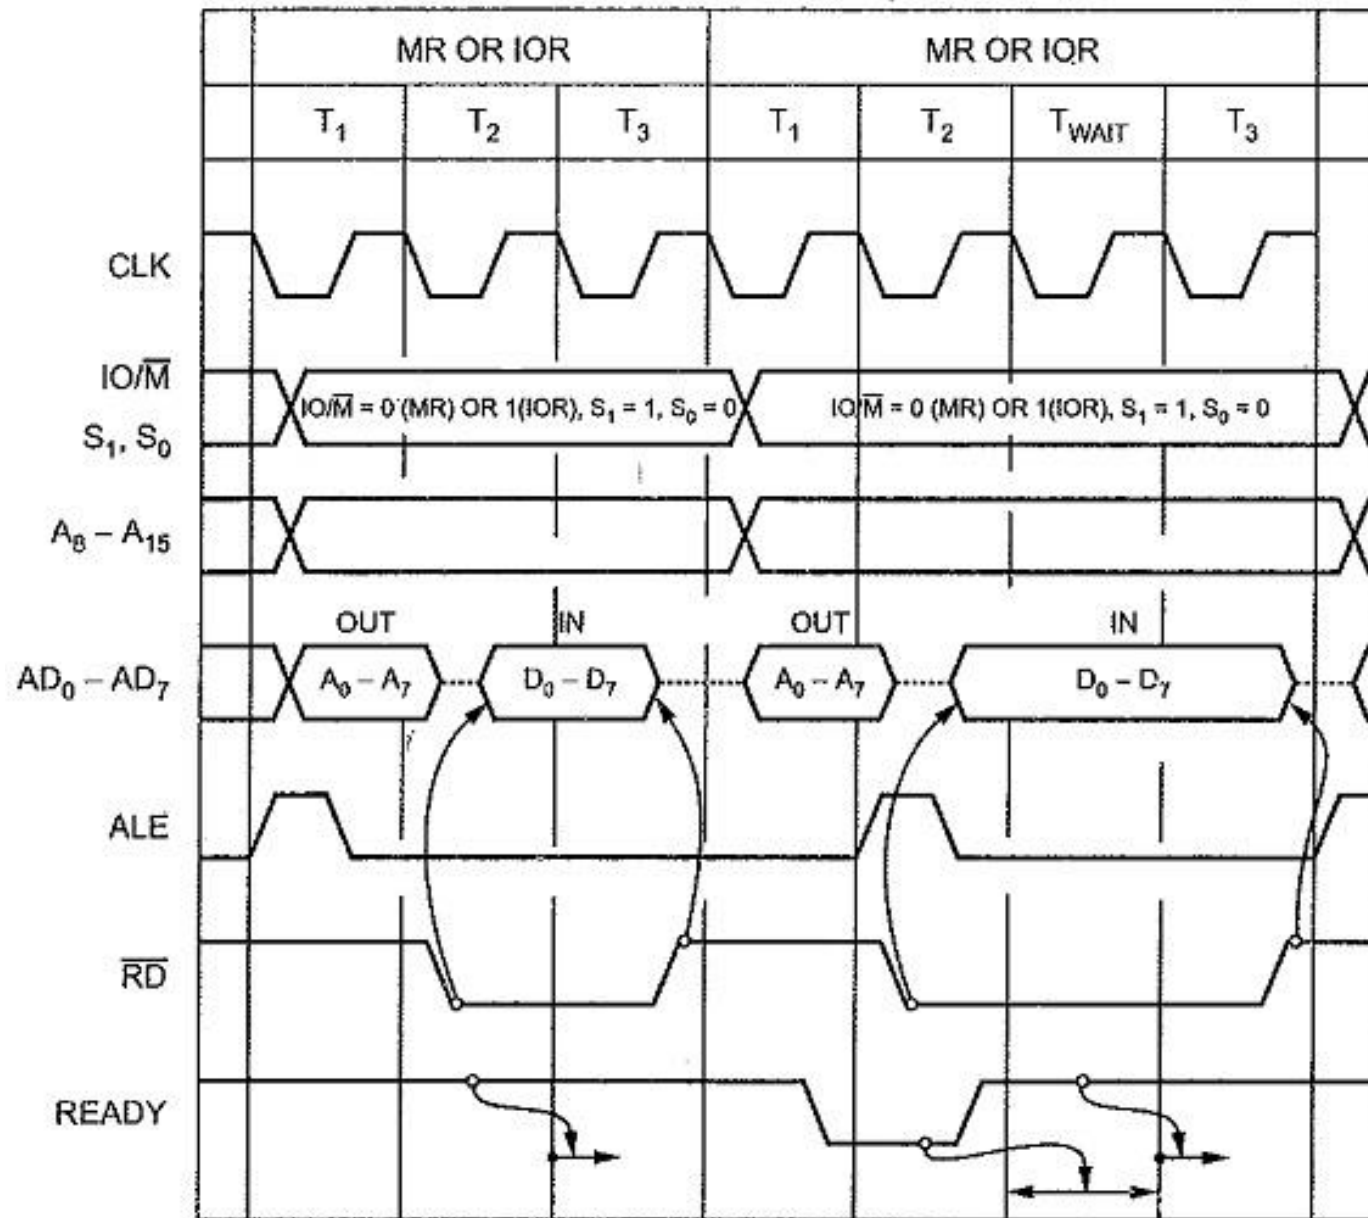 MR OR IOR MR OR IOR
T₁ T₂ T₃ T₁ T₂ T_WAIT T₃
CLK
IO/M̅
S₁, S₀
IO/M̅ = 0 (MR) OR 1(IOR), S₁ = 1, S₀ = 0 IO/M̅ = 0 (MR) OR 1(IOR), S₁ = 1, S₀ = 0
A₈ – A₁₅
OUT IN OUT IN
AD₀ – AD₇ A₀ – A₇ D₀ – D₇ A₀ – A₇ D₀ – D₇
ALE
R̅D̅
READY